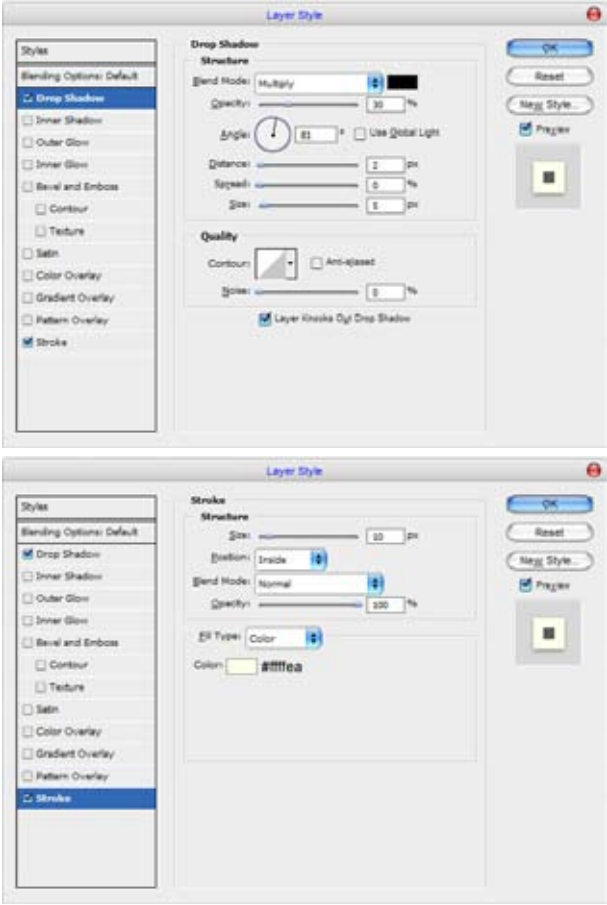 Layer Style
Styles
Blending Options: Default
Drop Shadow
Inner Shadow
Outer Glow
Inner Glow
Bevel and Emboss
Contour
Texture
Satin
Color Overlay
Gradient Overlay
Pattern Overlay
Stroke
Drop Shadow
Structure
Blend Mode: Multiply
Opacity: 30 %
Angle: 81 ° Use Global Light
Distance: 2 px
Spread: 0 %
Size: 5 px
Quality
Contour: Anti-aliased
Noise: 0 %
Layer Knocks Out Drop Shadow
OK
Reset
New Style...
Preview
Layer Style
Styles
Blending Options: Default
Drop Shadow
Inner Shadow
Outer Glow
Inner Glow
Bevel and Emboss
Contour
Texture
Satin
Color Overlay
Gradient Overlay
Pattern Overlay
Stroke
Stroke
Structure
Size: 10 px
Position: Inside
Blend Mode: Normal
Opacity: 100 %
Fill Type: Color
Color: #ffffea
OK
Reset
New Style...
Preview